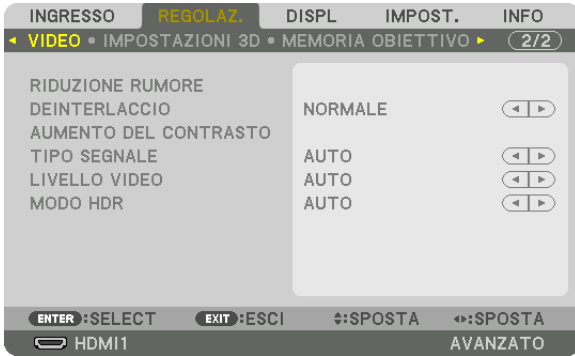 INGRESSO REGOLAZ. DISPL IMPOST. INFO
VIDEO • IMPOSTAZIONI 3D • MEMORIA OBIETTIVO 2/2
RIDUZIONE RUMORE
DEINTERLACCIO NORMALE
AUMENTO DEL CONTRASTO
TIPO SEGNALE AUTO
LIVELLO VIDEO AUTO
MODO HDR AUTO
ENTER :SELECT EXIT :ESCI :SPOSTA :SPOSTA
HDMI1 AVANZATO